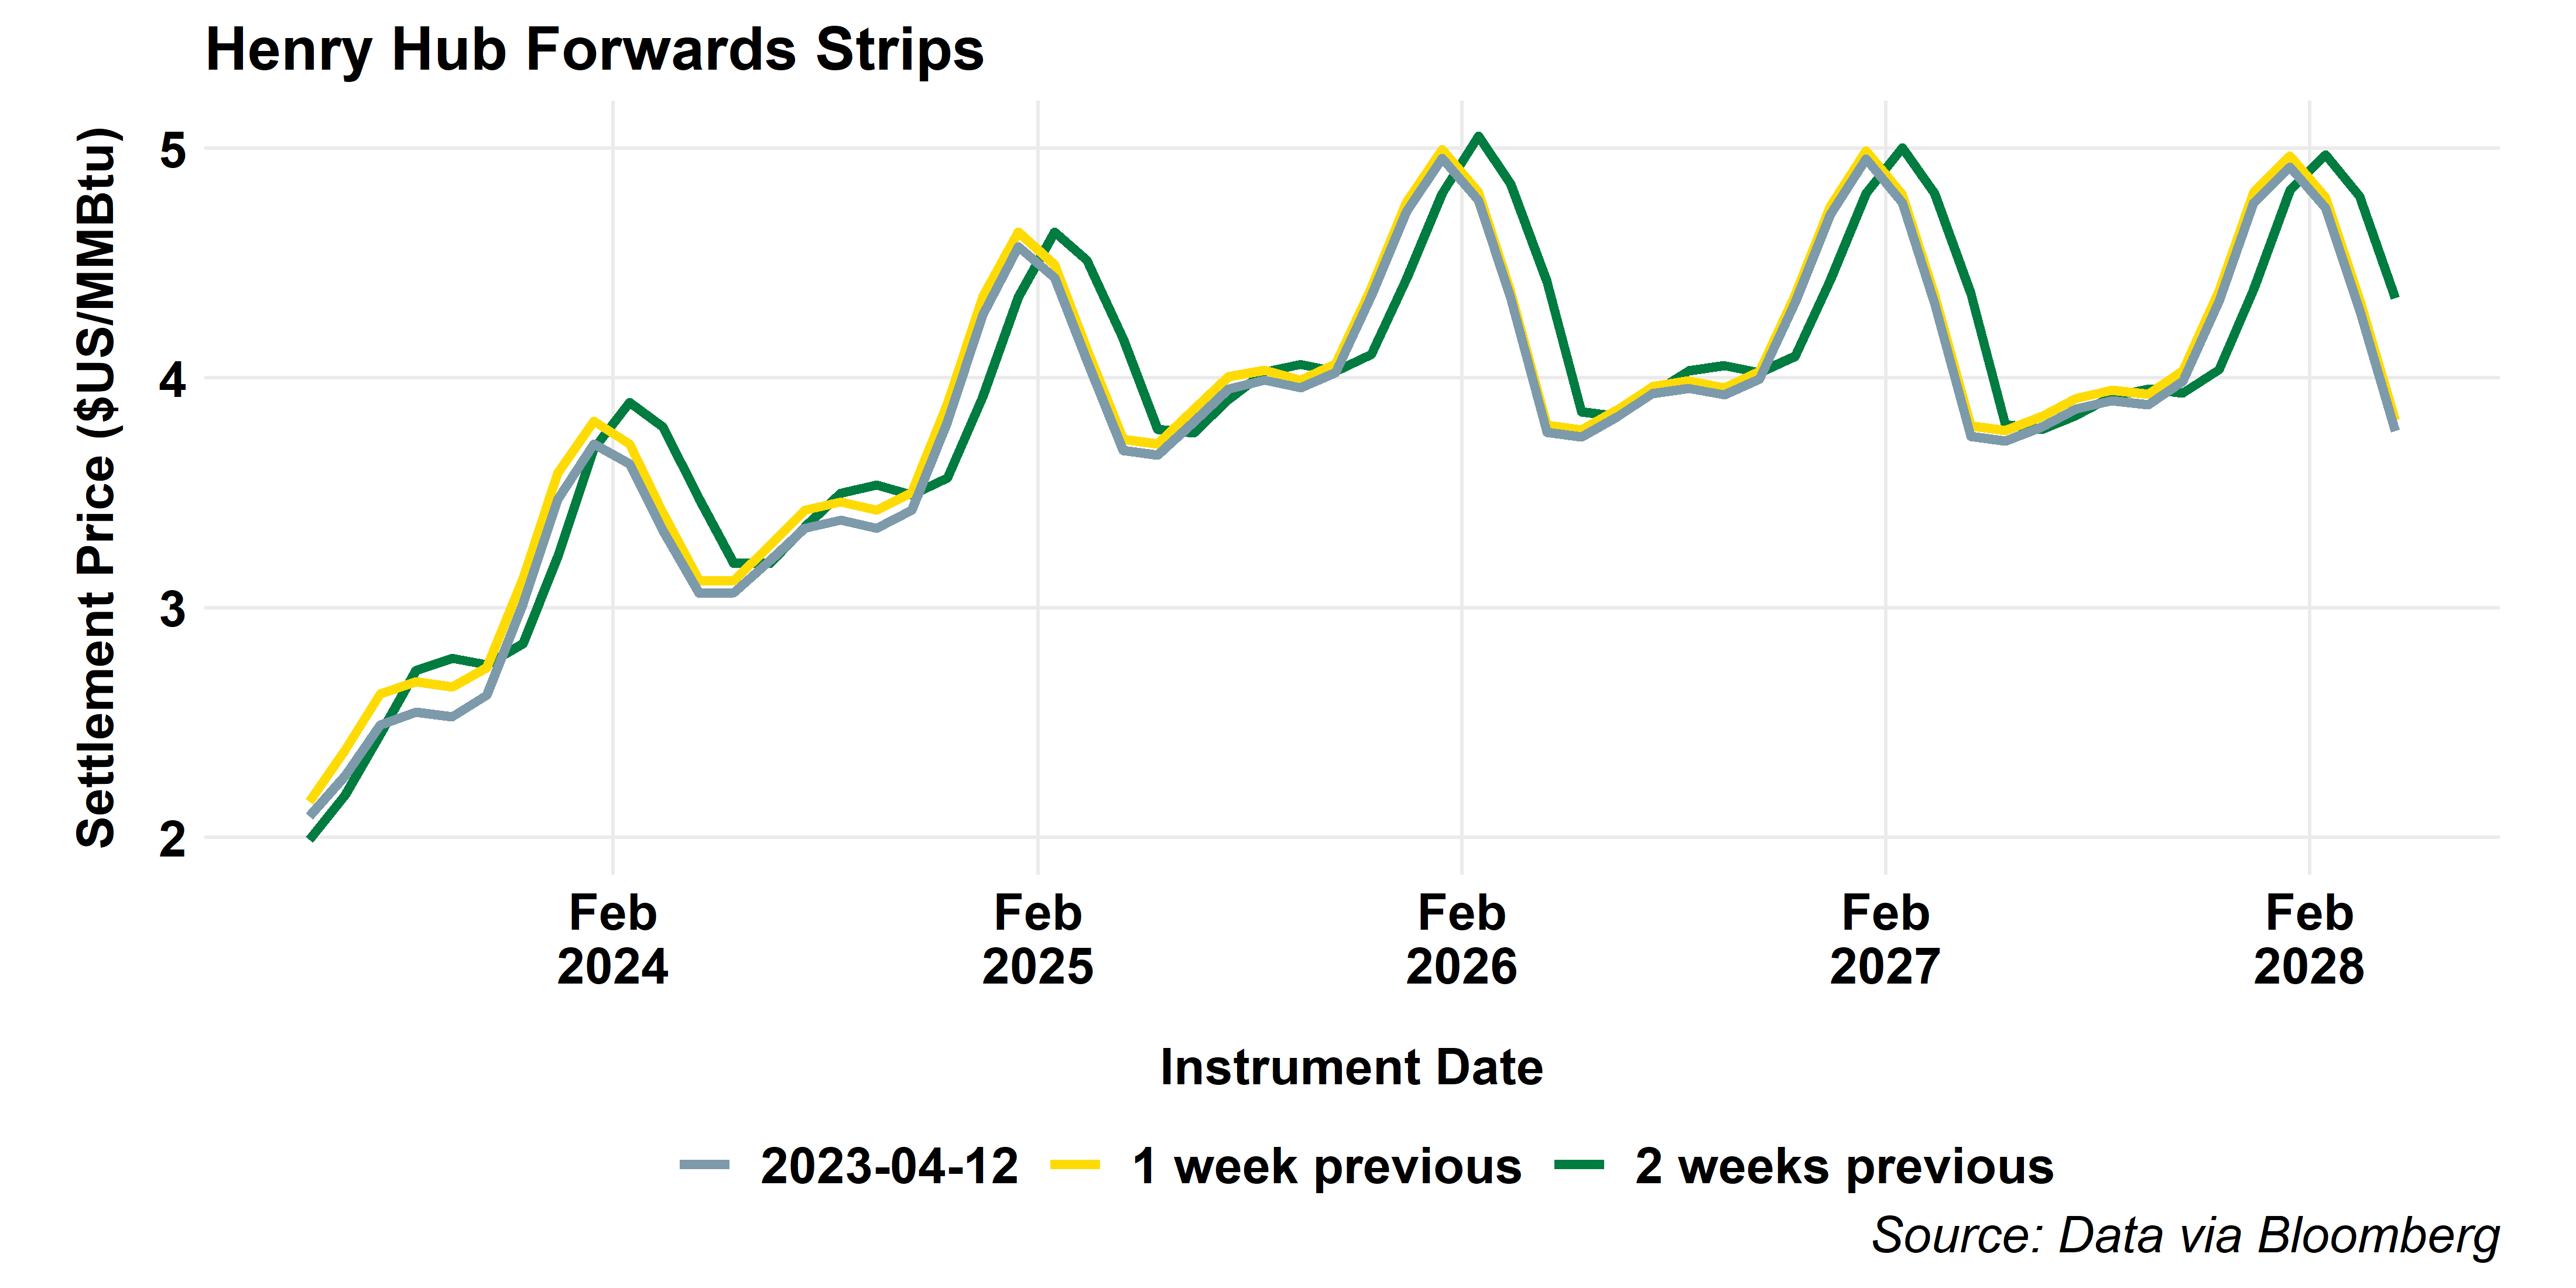 Henry Hub Forwards Strips
Settlement Price ($US/MMBtu)
5
4
3
2
Feb 2024
Feb 2025
Feb 2026
Feb 2027
Feb 2028
Instrument Date
2023-04-12
1 week previous
2 weeks previous
Source: Data via Bloomberg